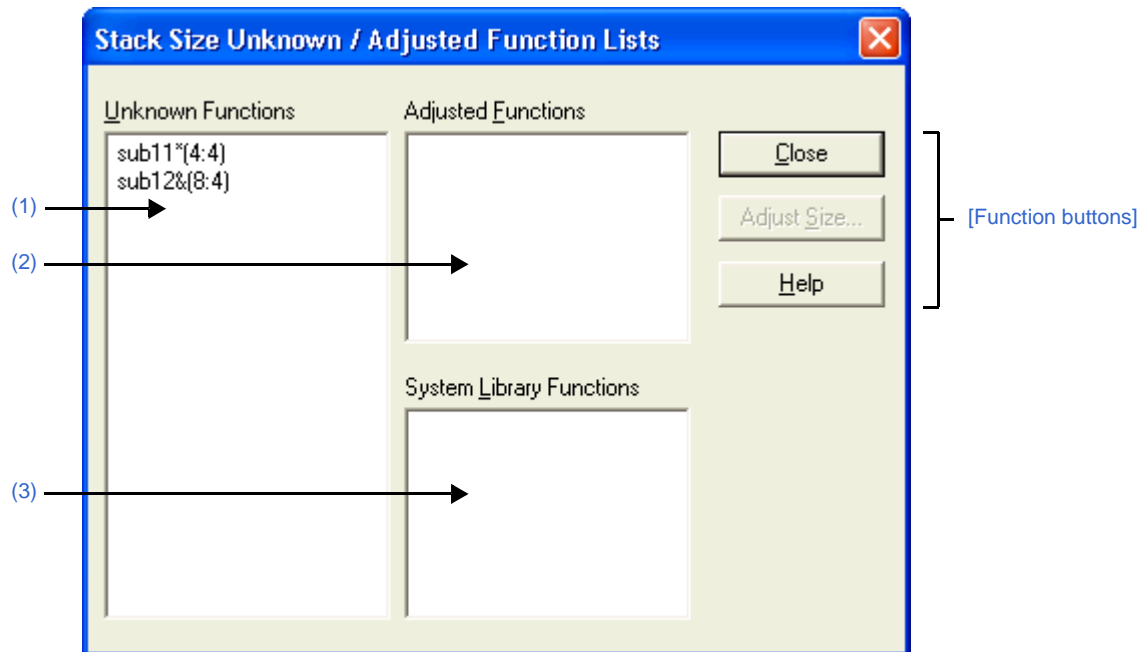 Stack Size Unknown / Adjusted Function Lists
Unknown Functions
sub11*(4:4)
sub12&(8:4)
Adjusted Functions
System Library Functions
Close
Adjust Size...
Help
(1)
(2)
(3)
[Function buttons]